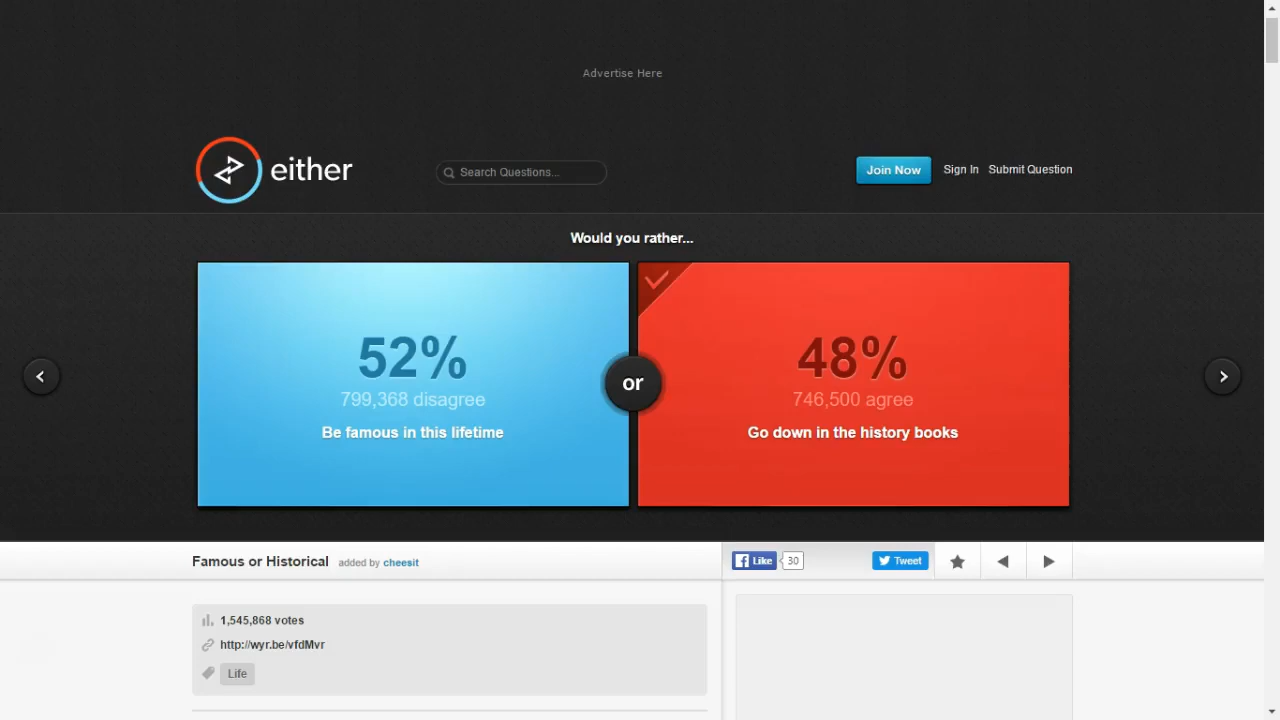 Advertise Here
either
Search Questions...
Join Now
Sign In
Submit Question
Would you rather...
52%
799,368 disagree
Be famous in this lifetime
or
48%
746,500 agree
Go down in the history books
Famous or Historical added by cheesit
Like 30
Tweet
1,545,868 votes
http://wyr.be/vfdMvr
Life